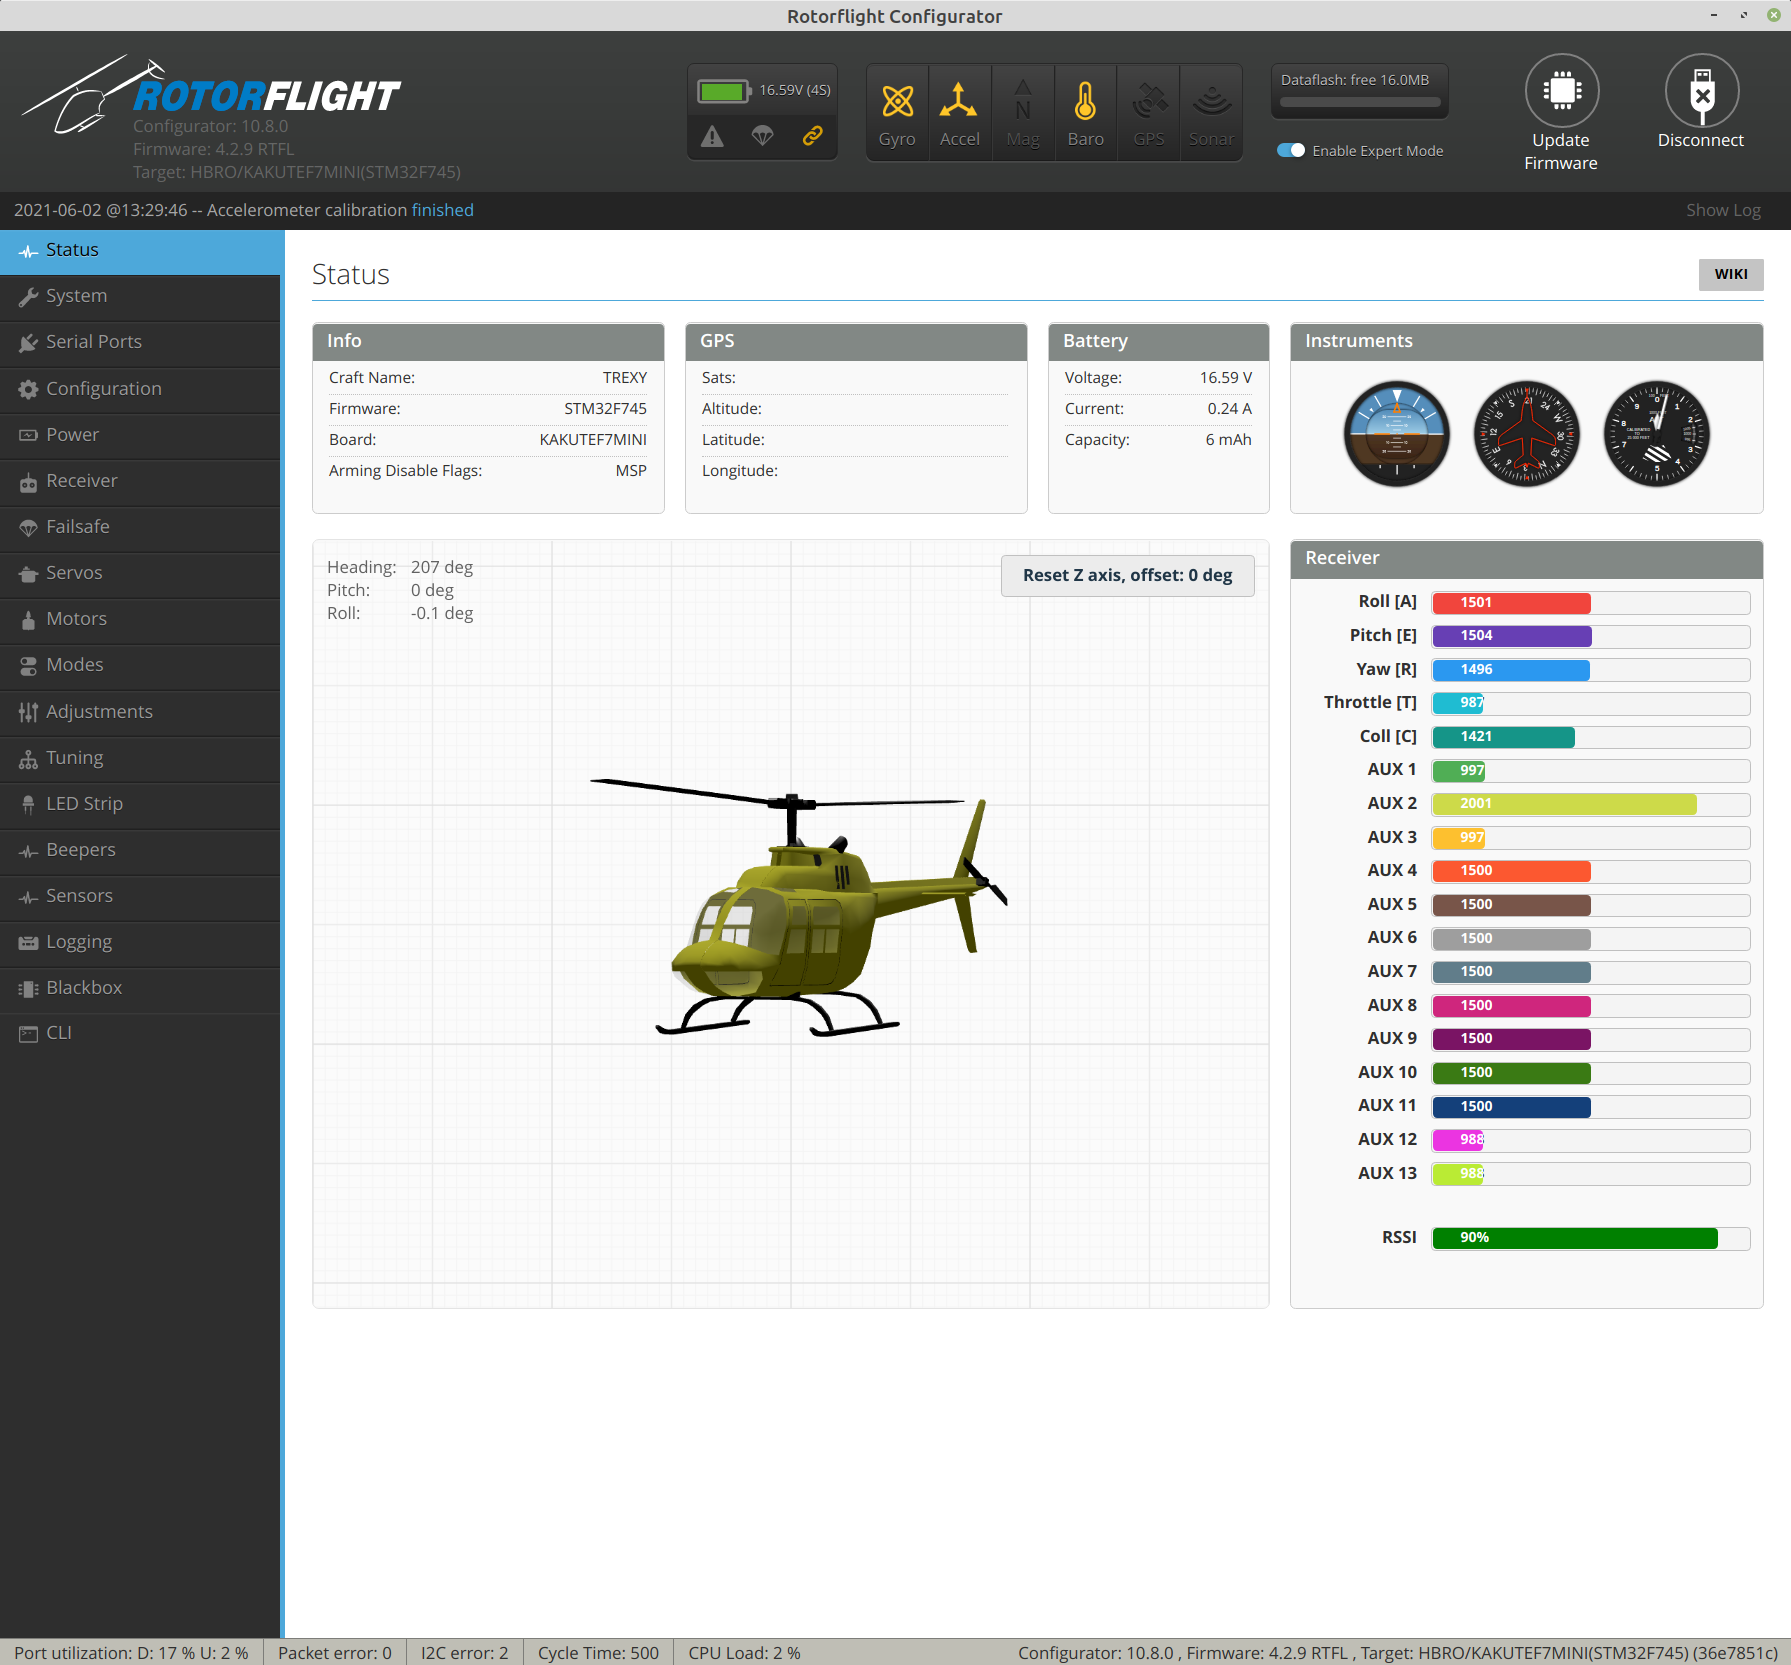 Rotorflight Configurator
ROTORFLIGHT
Configurator: 10.8.0
Firmware: 4.2.9 RTFL
Target: HBRO/KAKUTEF7MINI(STM32F745)
16.59V (4S)
Gyro
Accel
N
Mag
Baro
GPS
Sonar
Dataflash: free 16.0MB
Enable Expert Mode
Update
Firmware
Disconnect
2021-06-02 @13:29:46 -- Accelerometer calibration finished
Show Log
Status
System
Serial Ports
Configuration
Power
Receiver
Failsafe
Servos
Motors
Modes
Adjustments
Tuning
LED Strip
Beepers
Sensors
Logging
Blackbox
CLI
Status
WIKI
Info
Craft Name: TREXY
Firmware: STM32F745
Board: KAKUTEF7MINI
Arming Disable Flags: MSP
GPS
Sats:
Altitude:
Latitude:
Longitude:
Battery
Voltage: 16.59 V
Current: 0.24 A
Capacity: 6 mAh
Instruments
Heading: 207 deg
Pitch: 0 deg
Roll: -0.1 deg
Reset Z axis, offset: 0 deg
Receiver
Roll [A] 1501
Pitch [E] 1504
Yaw [R] 1496
Throttle [T] 987
Coll [C] 1421
AUX 1 997
AUX 2 2001
AUX 3 997
AUX 4 1500
AUX 5 1500
AUX 6 1500
AUX 7 1500
AUX 8 1500
AUX 9 1500
AUX 10 1500
AUX 11 1500
AUX 12 988
AUX 13 988
RSSI 90%
Port utilization: D: 17 % U: 2 %
Packet error: 0
I2C error: 2
Cycle Time: 500
CPU Load: 2 %
Configurator: 10.8.0 , Firmware: 4.2.9 RTFL , Target: HBRO/KAKUTEF7MINI(STM32F745) (36e7851c)